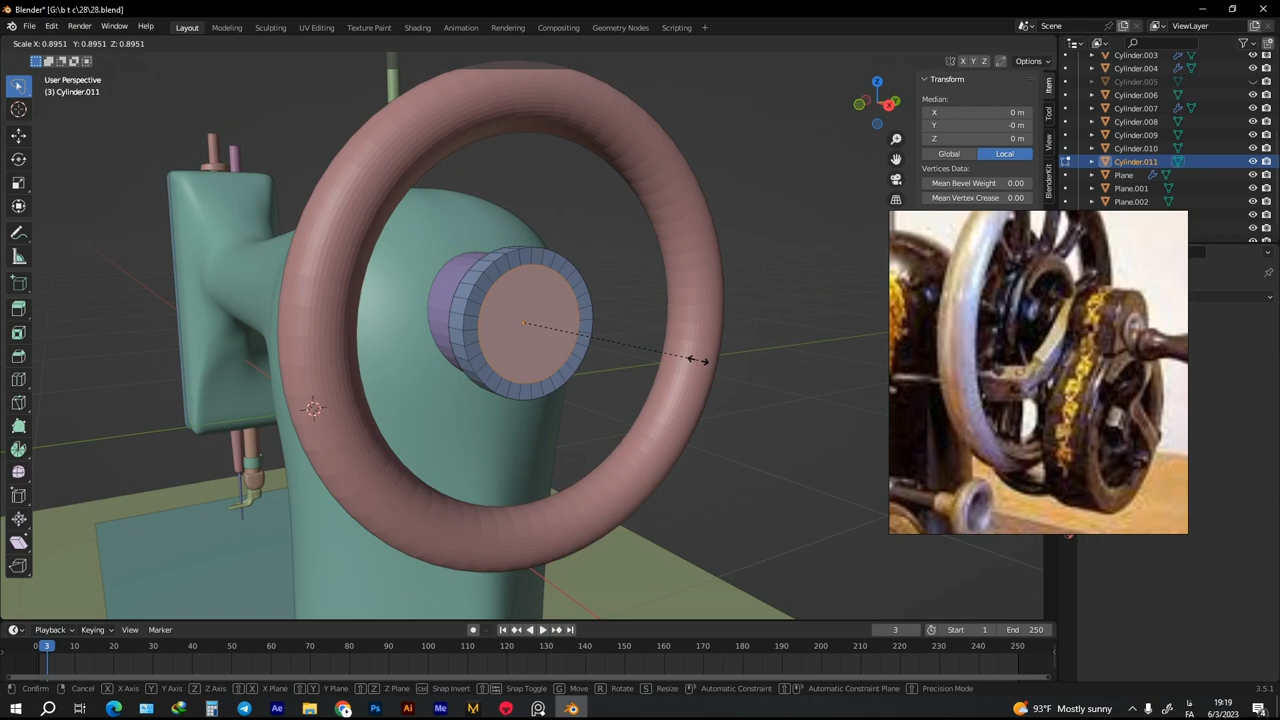 Blender* [G:\b t c\28\28.blend]
File Edit Render Window Help
Layout Modeling Sculpting UV Editing Texture Paint Shading Animation Rendering Compositing Geometry Nodes Scripting +
Scene
ViewLayer
Scale X: 0.8951 Y: 0.8951 Z: 0.8951
X Y Z
Options
User Perspective
(3) Cylinder.011
Z
Y
X
Transform
Median:
X 0 m
Y -0 m
Z 0 m
Global Local
Vertices Data:
Mean Bevel Weight 0.00
Mean Vertex Crease 0.00
Item
Tool
View
BlenderKit
Cylinder.003
Cylinder.004
Cylinder.005
Cylinder.006
Cylinder.007
Cylinder.008
Cylinder.009
Cylinder.010
Cylinder.011
Plane
Plane.001
Plane.002
Playback Keying View Marker
3
Start 1
End 250
0 3 10 20 30 40 50 60 70 80 90 100 110 120 130 140 150 160 170 180 190 200 210 220 230 240 250
Confirm Cancel X X Axis Y Y Axis Z Z Axis X X Plane Y Y Plane Z Z Plane Snap Invert Snap Toggle G Move R Rotate S Resize Automatic Constraint Automatic Constraint Plane Precision Mode
Ae Ps Ai Me
93°F Mostly sunny
FA
19:19
6/3/2023